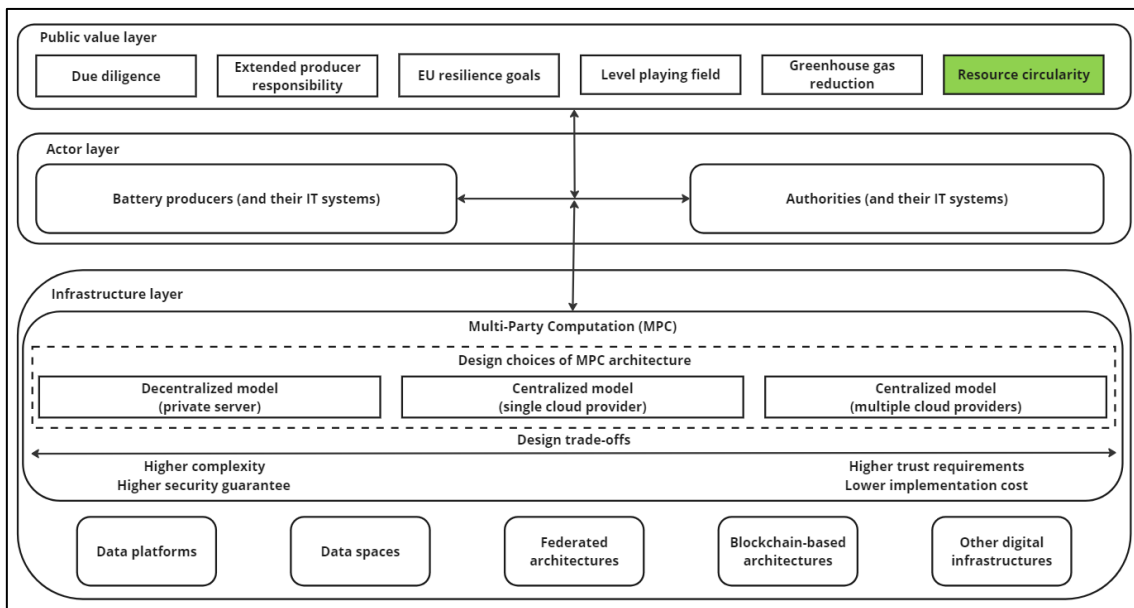 Public value layer
Due diligence
Extended producer
responsibility
EU resilience goals
Level playing field
Greenhouse gas
reduction
Resource circularity
Actor layer
Battery producers (and their IT systems)
Authorities (and their IT systems)
Infrastructure layer
Multi-Party Computation (MPC)
Design choices of MPC architecture
Decentralized model
(private server)
Centralized model
(single cloud provider)
Centralized model
(multiple cloud providers)
Design trade-offs
Higher complexity
Higher security guarantee
Higher trust requirements
Lower implementation cost
Data platforms
Data spaces
Federated
architectures
Blockchain-based
architectures
Other digital
infrastructures